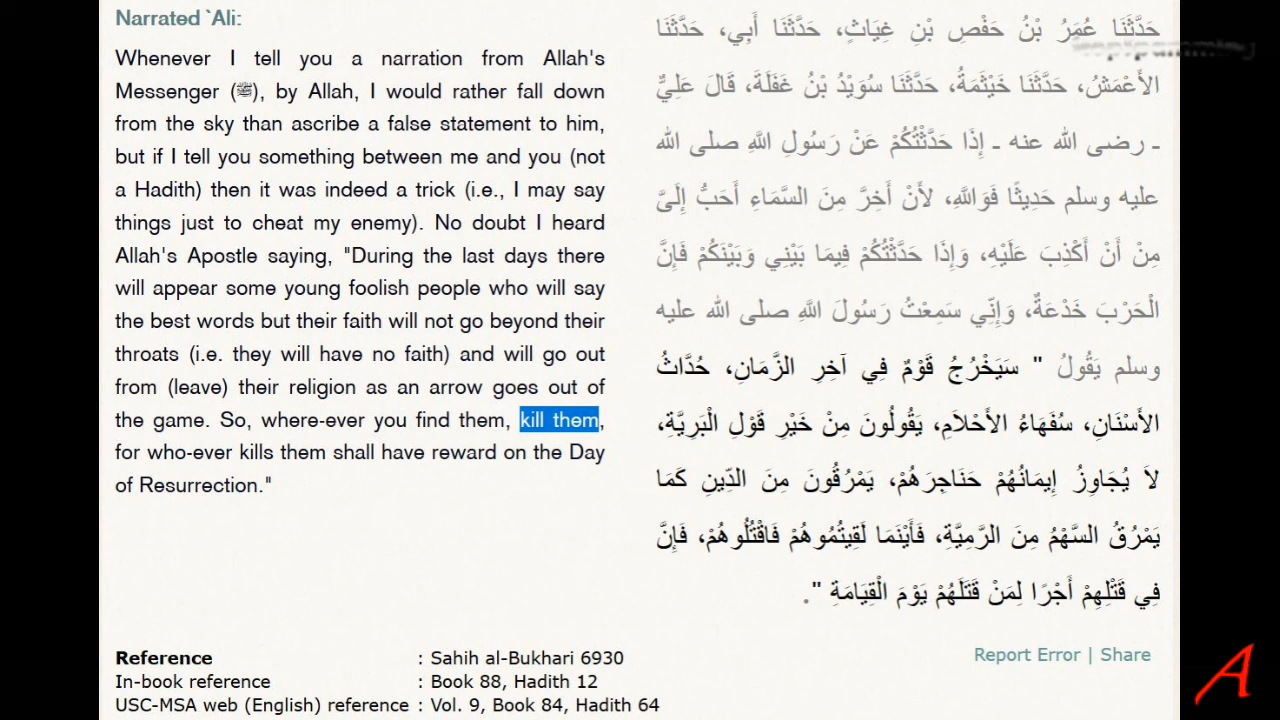 Narrated `Ali:
Whenever I tell you a narration from Allah's
Messenger (ﷺ), by Allah, I would rather fall down
from the sky than ascribe a false statement to him,
but if I tell you something between me and you (not
a Hadith) then it was indeed a trick (i.e., I may say
things just to cheat my enemy). No doubt I heard
Allah's Apostle saying, "During the last days there
will appear some young foolish people who will say
the best words but their faith will not go beyond their
throats (i.e. they will have no faith) and will go out
from (leave) their religion as an arrow goes out of
the game. So, where-ever you find them, kill them,
for who-ever kills them shall have reward on the Day
of Resurrection."
حَدَّثَنَا عُمَرُ بْنُ حَفْصِ بْنِ غِيَاثٍ، حَدَّثَنَا أَبِي، حَدَّثَنَا
الأَعْمَشُ، حَدَّثَنَا خَيْثَمَةُ، حَدَّثَنَا سُوَيْدُ بْنُ غَفَلَةَ، قَالَ عَلِيٌّ
ـ رضى الله عنه ـ إِذَا حَدَّثْتُكُمْ عَنْ رَسُولِ اللَّهِ صلى الله
عليه وسلم حَدِيثًا فَوَاللَّهِ، لأَنْ أَخِرَّ مِنَ السَّمَاءِ أَحَبُّ إِلَىَّ
مِنْ أَنْ أَكْذِبَ عَلَيْهِ، وَإِذَا حَدَّثْتُكُمْ فِيمَا بَيْنِي وَبَيْنَكُمْ فَإِنَّ
الْحَرْبَ خَدْعَةٌ، وَإِنِّي سَمِعْتُ رَسُولَ اللَّهِ صلى الله عليه
وسلم يَقُولُ " سَيَخْرُجُ قَوْمٌ فِي آخِرِ الزَّمَانِ، حُدَّاثُ
الأَسْنَانِ، سُفَهَاءُ الأَحْلاَمِ، يَقُولُونَ مِنْ خَيْرِ قَوْلِ الْبَرِيَّةِ،
لاَ يُجَاوِزُ إِيمَانُهُمْ حَنَاجِرَهُمْ، يَمْرُقُونَ مِنَ الدِّينِ كَمَا
يَمْرُقُ السَّهْمُ مِنَ الرَّمِيَّةِ، فَأَيْنَمَا لَقِيتُمُوهُمْ فَاقْتُلُوهُمْ، فَإِنَّ
فِي قَتْلِهِمْ أَجْرًا لِمَنْ قَتَلَهُمْ يَوْمَ الْقِيَامَةِ ".
Reference : Sahih al-Bukhari 6930
In-book reference : Book 88, Hadith 12
USC-MSA web (English) reference : Vol. 9, Book 84, Hadith 64
Report Error | Share
A